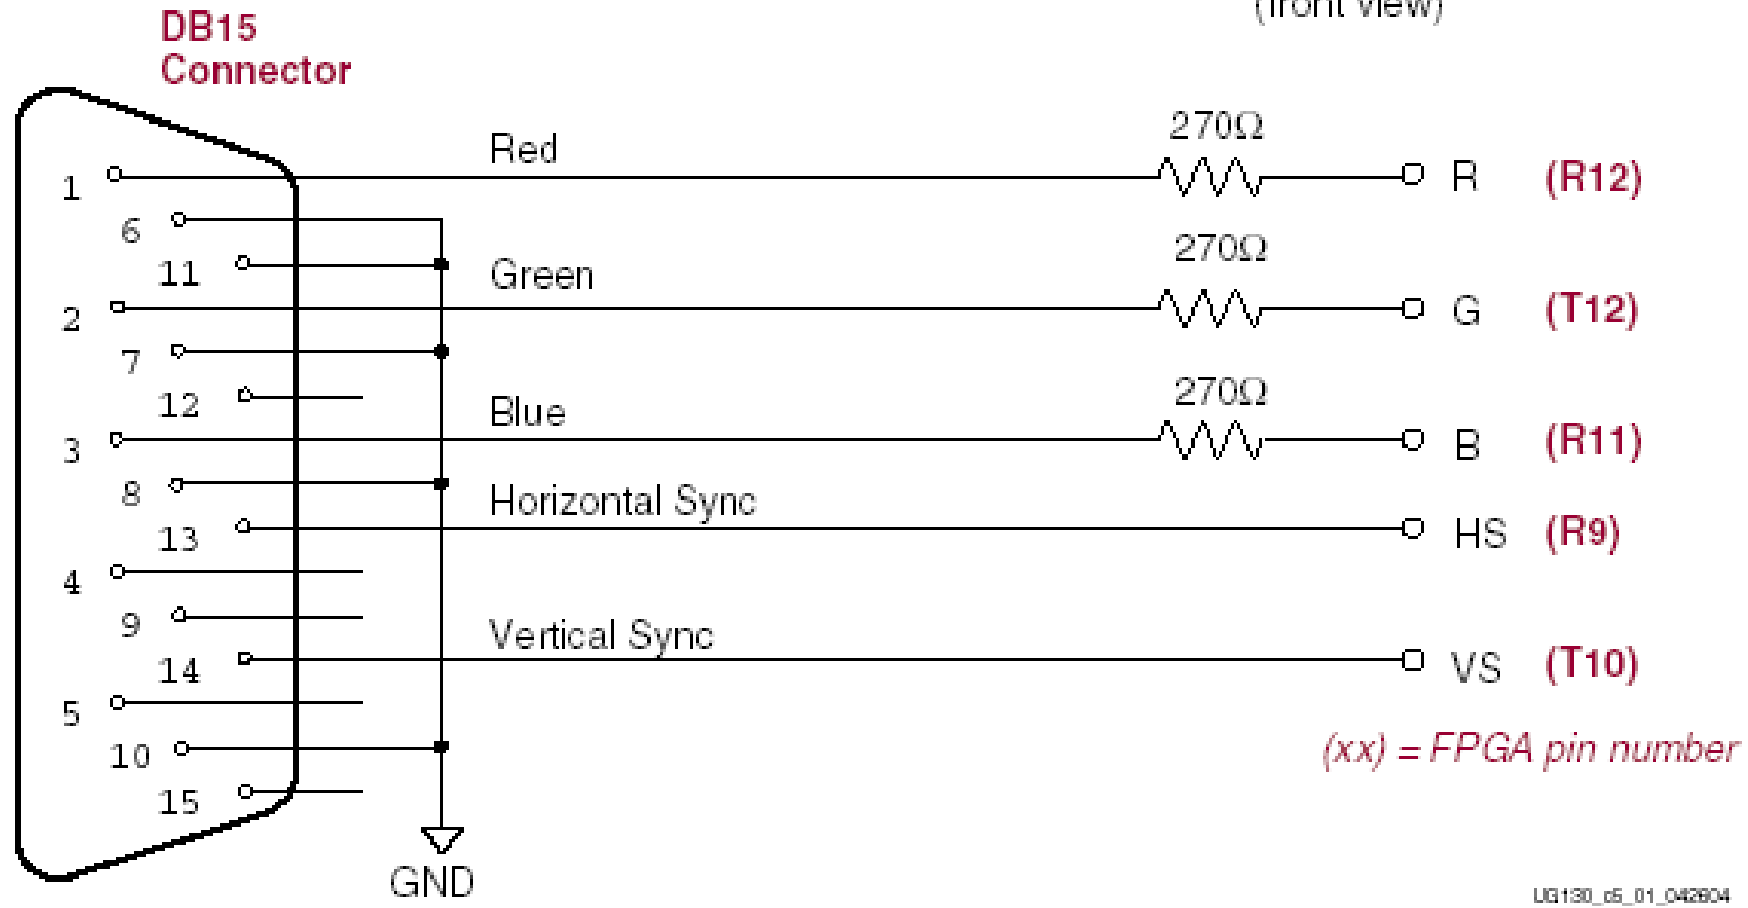 (front view)
DB15
Connector
270Ω
Red
1
R (R12)
6
270Ω
11
Green
2
G (T12)
7
270Ω
12
Blue
3
B (R11)
8
Horizontal Sync
13
HS (R9)
4
9
Vertical Sync
14
VS (T10)
5
10
(xx) = FPGA pin number
15
GND
UG130_c5_01_042604